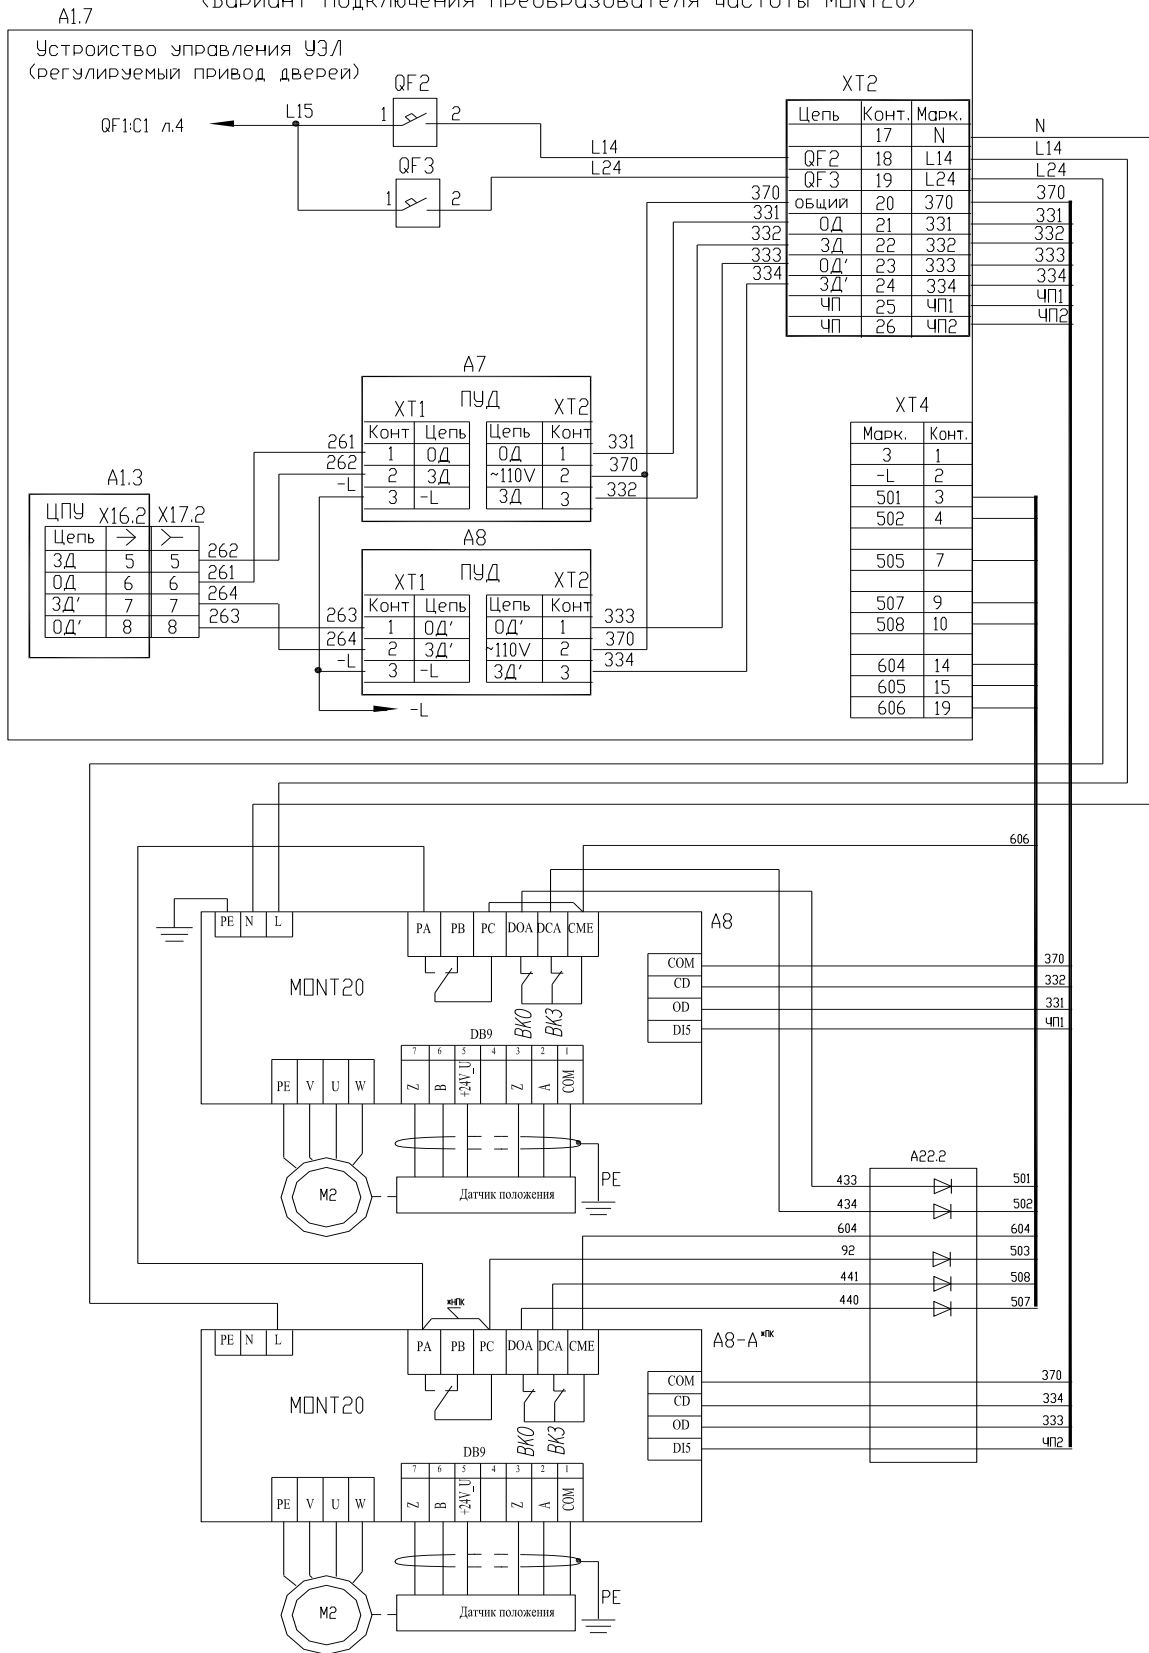 (Вариант подключения преобразователя частоты MONT20)
A1.7
Устройство управления УЭЛ
(регулируемый привод дверей)
QF1:C1 л.4
L15
QF2
1 2
QF3
1 2
L14
L24
370
331
332
333
334
XT2
Цепь Конт. Марк.
17 N
QF2 18 L14
QF3 19 L24
общий 20 370
ОД 21 331
ЗД 22 332
ОД' 23 333
ЗД' 24 334
ЧП 25 ЧП1
ЧП 26 ЧП2
N
L14
L24
370
331
332
333
334
ЧП1
ЧП2
A7
ПУД
XT1 XT2
Конт Цепь Цепь Конт
1 ОД ОД 1
2 ЗД ~110V 2
3 -L ЗД 3
261
262
-L
331
370
332
A1.3
ЦПУ X16.2 X17.2
Цепь
ЗД 5 5
ОД 6 6
ЗД' 7 7
ОД' 8 8
262
261
264
263
A8
ПУД
XT1 XT2
Конт Цепь Цепь Конт
1 ОД' ОД' 1
2 ЗД' ~110V 2
3 -L ЗД' 3
263
264
-L
333
370
334
-L
XT4
Марк. Конт.
3 1
-L 2
501 3
502 4
505 7
507 9
508 10
604 14
605 15
606 19
606
PE N L
PA PB PC DOA DCA CME
A8
MONT20
COM
CD
OD
DI5
370
332
331
ЧП1
ВКО ВКЗ
DB9
7 6 5 4 3 2 1
Z B +24V_U Z A COM
PE V U W
M2
Датчик положения
PE
A22.2
433 501
434 502
604 604
92 503
441 508
440 507
*НПК
PE N L
PA PB PC DOA DCA CME
A8-A*ПК
MONT20
COM
CD
OD
DI5
370
334
333
ЧП2
ВКО ВКЗ
DB9
7 6 5 4 3 2 1
Z B +24V_U Z A COM
PE V U W
M2
Датчик положения
PE